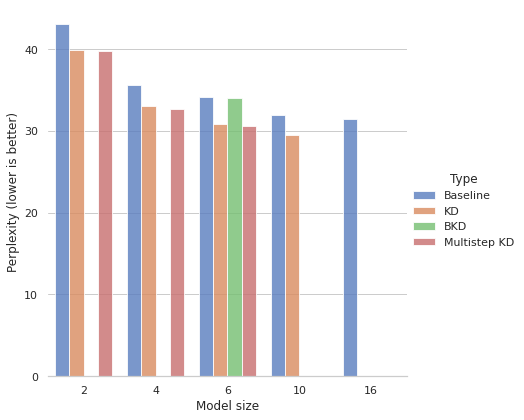 40
30
20
10
0
Perplexity (lower is better)
2 4 6 10 16
Model size
Type
Baseline
KD
BKD
Multistep KD